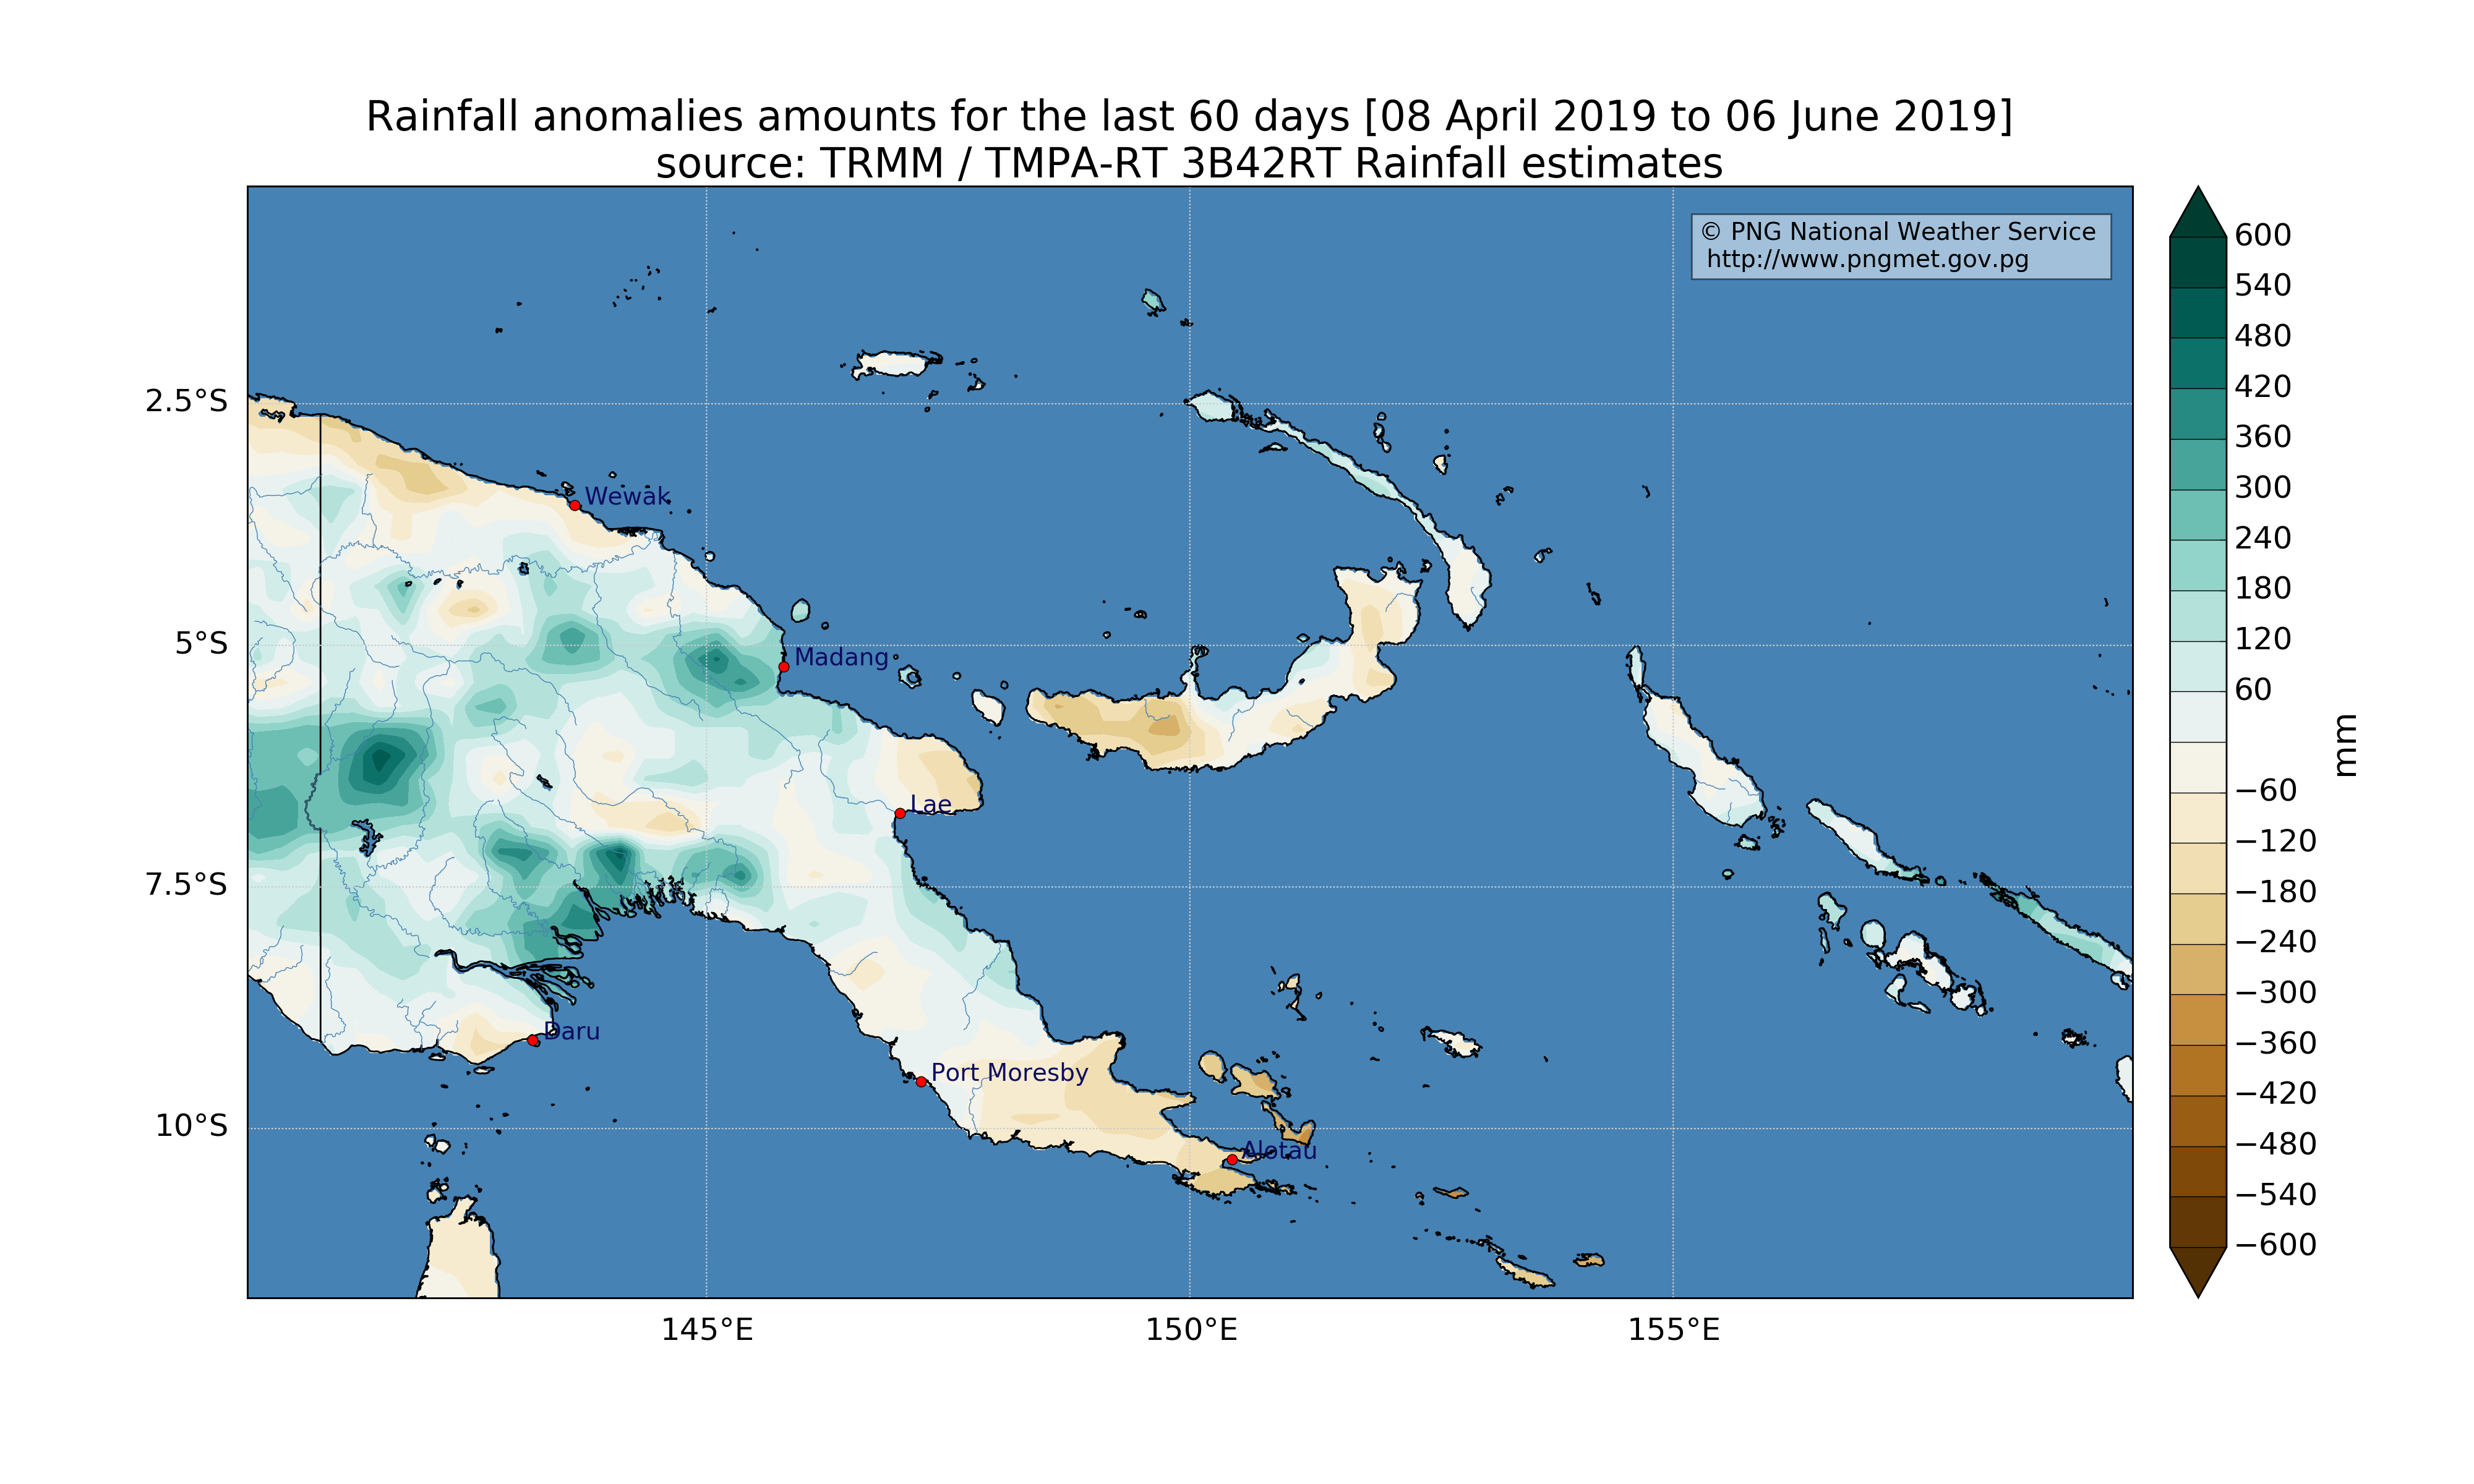 Rainfall anomalies amounts for the last 60 days [08 April 2019 to 06 June 2019]
source: TRMM / TMPA-RT 3B42RT Rainfall estimates
© PNG National Weather Service
http://www.pngmet.gov.pg
2.5°S
5°S
7.5°S
10°S
Wewak
Madang
Lae
Daru
Port Moresby
Alotau
145°E
150°E
155°E
600
540
480
420
360
300
240
180
120
60
−60
−120
−180
−240
−300
−360
−420
−480
−540
−600
mm